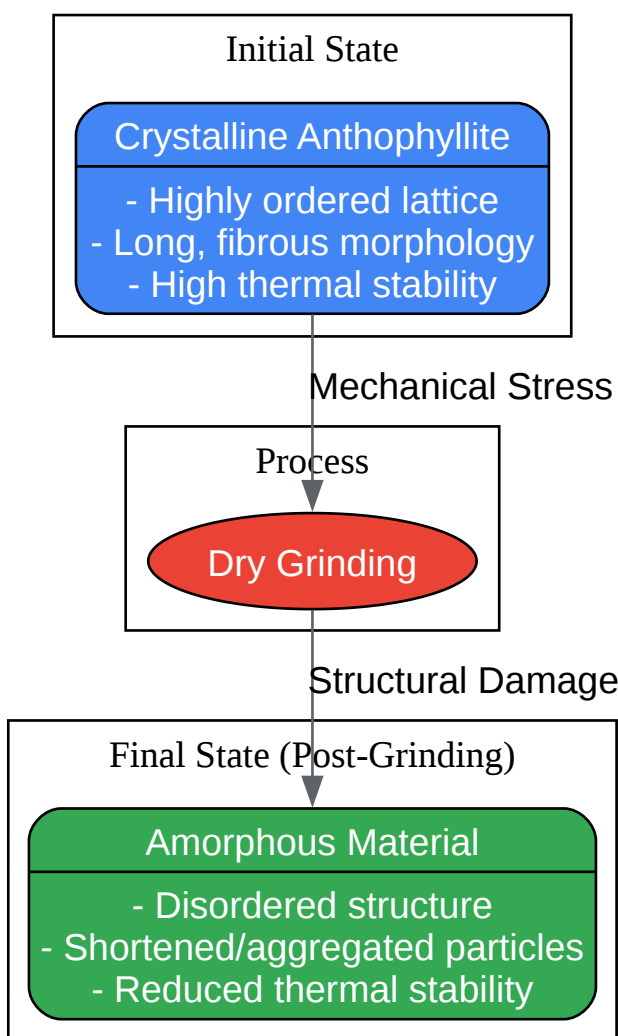 Initial State
Crystalline Anthophyllite
- Highly ordered lattice
- Long, fibrous morphology
- High thermal stability
Mechanical Stress
Process
Dry Grinding
Structural Damage
Final State (Post-Grinding)
Amorphous Material
- Disordered structure
- Shortened/aggregated particles
- Reduced thermal stability